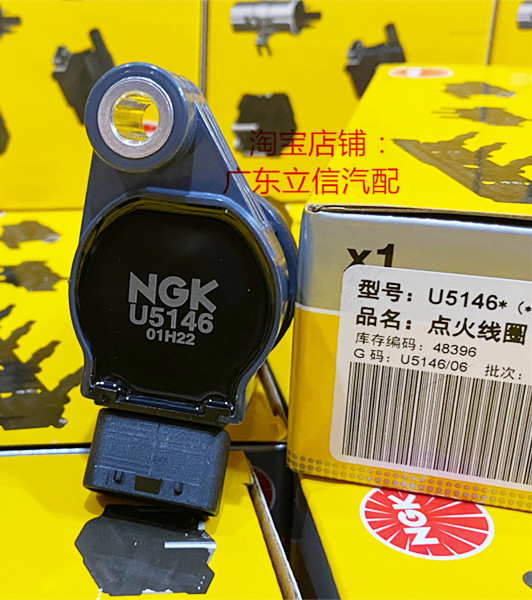 淘宝店铺：
广东立信汽配
NGK
U5146
01H22
x1
型号：U5146*（*
品名：点火线圈
库存编码：48396
G 码：U5146/06 批次：
NGK